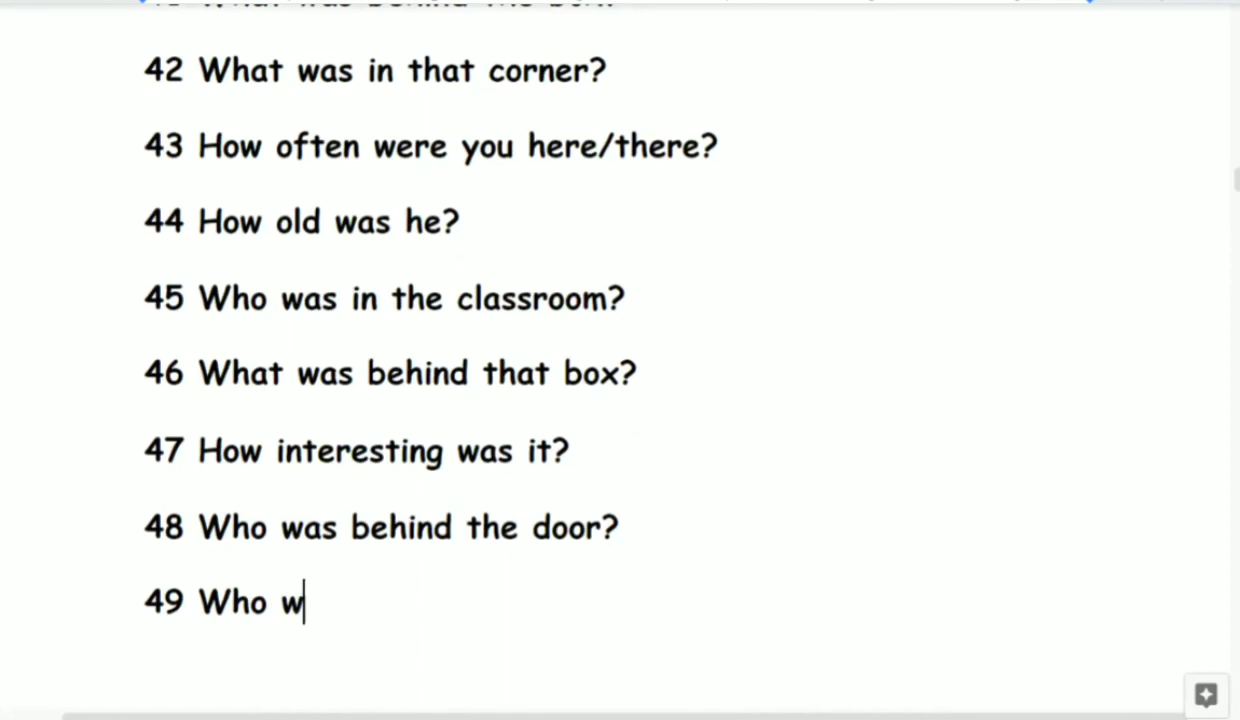 42 What was in that corner?
43 How often were you here/there?
44 How old was he?
45 Who was in the classroom?
46 What was behind that box?
47 How interesting was it?
48 Who was behind the door?
49 Who w